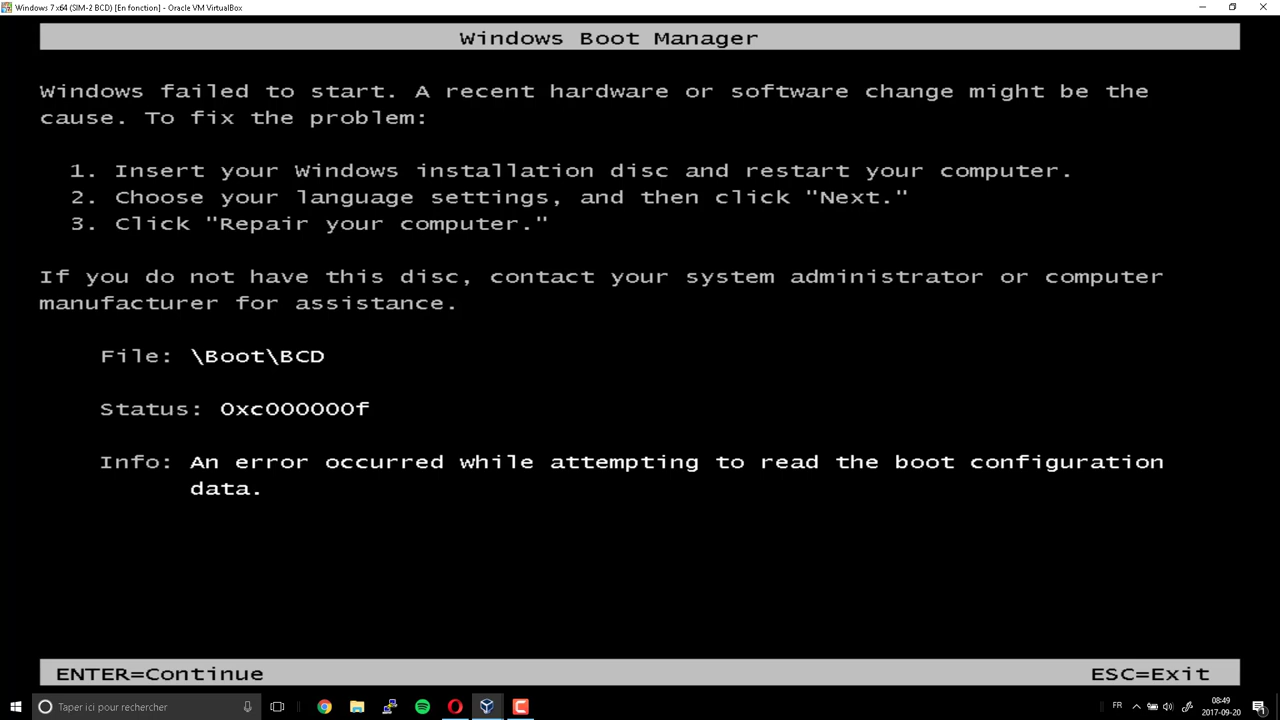 Windows 7 x64 (SIM-2 BCD) [En fonction] - Oracle VM VirtualBox
Windows Boot Manager
Windows failed to start. A recent hardware or software change might be the
cause. To fix the problem:
1. Insert your Windows installation disc and restart your computer.
2. Choose your language settings, and then click "Next."
3. Click "Repair your computer."
If you do not have this disc, contact your system administrator or computer
manufacturer for assistance.
File: \Boot\BCD
Status: 0xc000000f
Info: An error occurred while attempting to read the boot configuration
data.
ENTER=Continue ESC=Exit
Taper ici pour rechercher
FR
08:49
2017-09-20
1